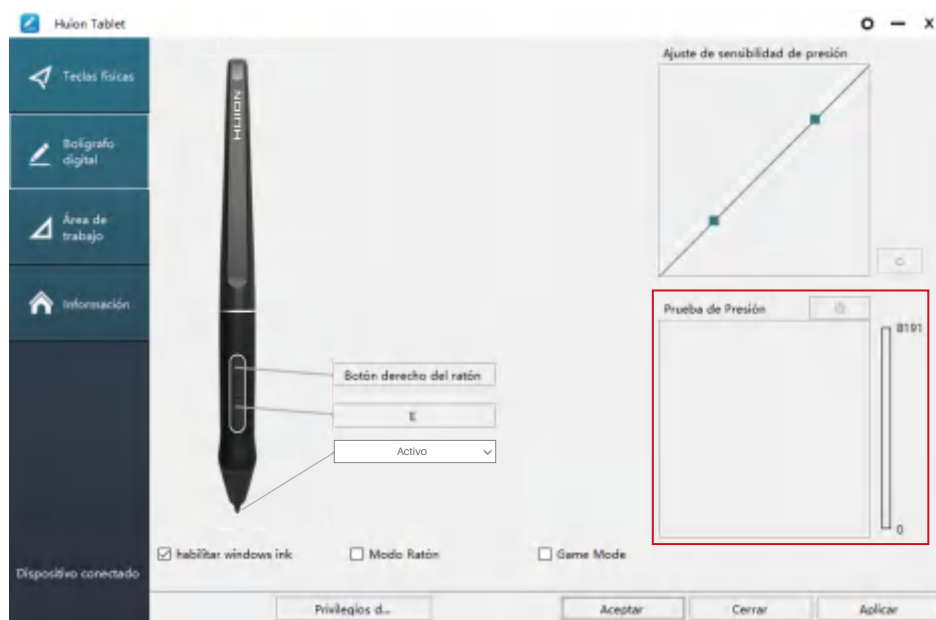 Huion Tablet
Teclas físicas
Bolígrafo
digital
Área de
trabajo
Información
Dispositivo conectado
HUION
Botón derecho del ratón
E
Activo
habilitar windows ink
Modo Ratón
Game Mode
Ajuste de sensibilidad de presión
Prueba de Presión
8191
0
Privilegios d...
Aceptar
Cerrar
Aplicar